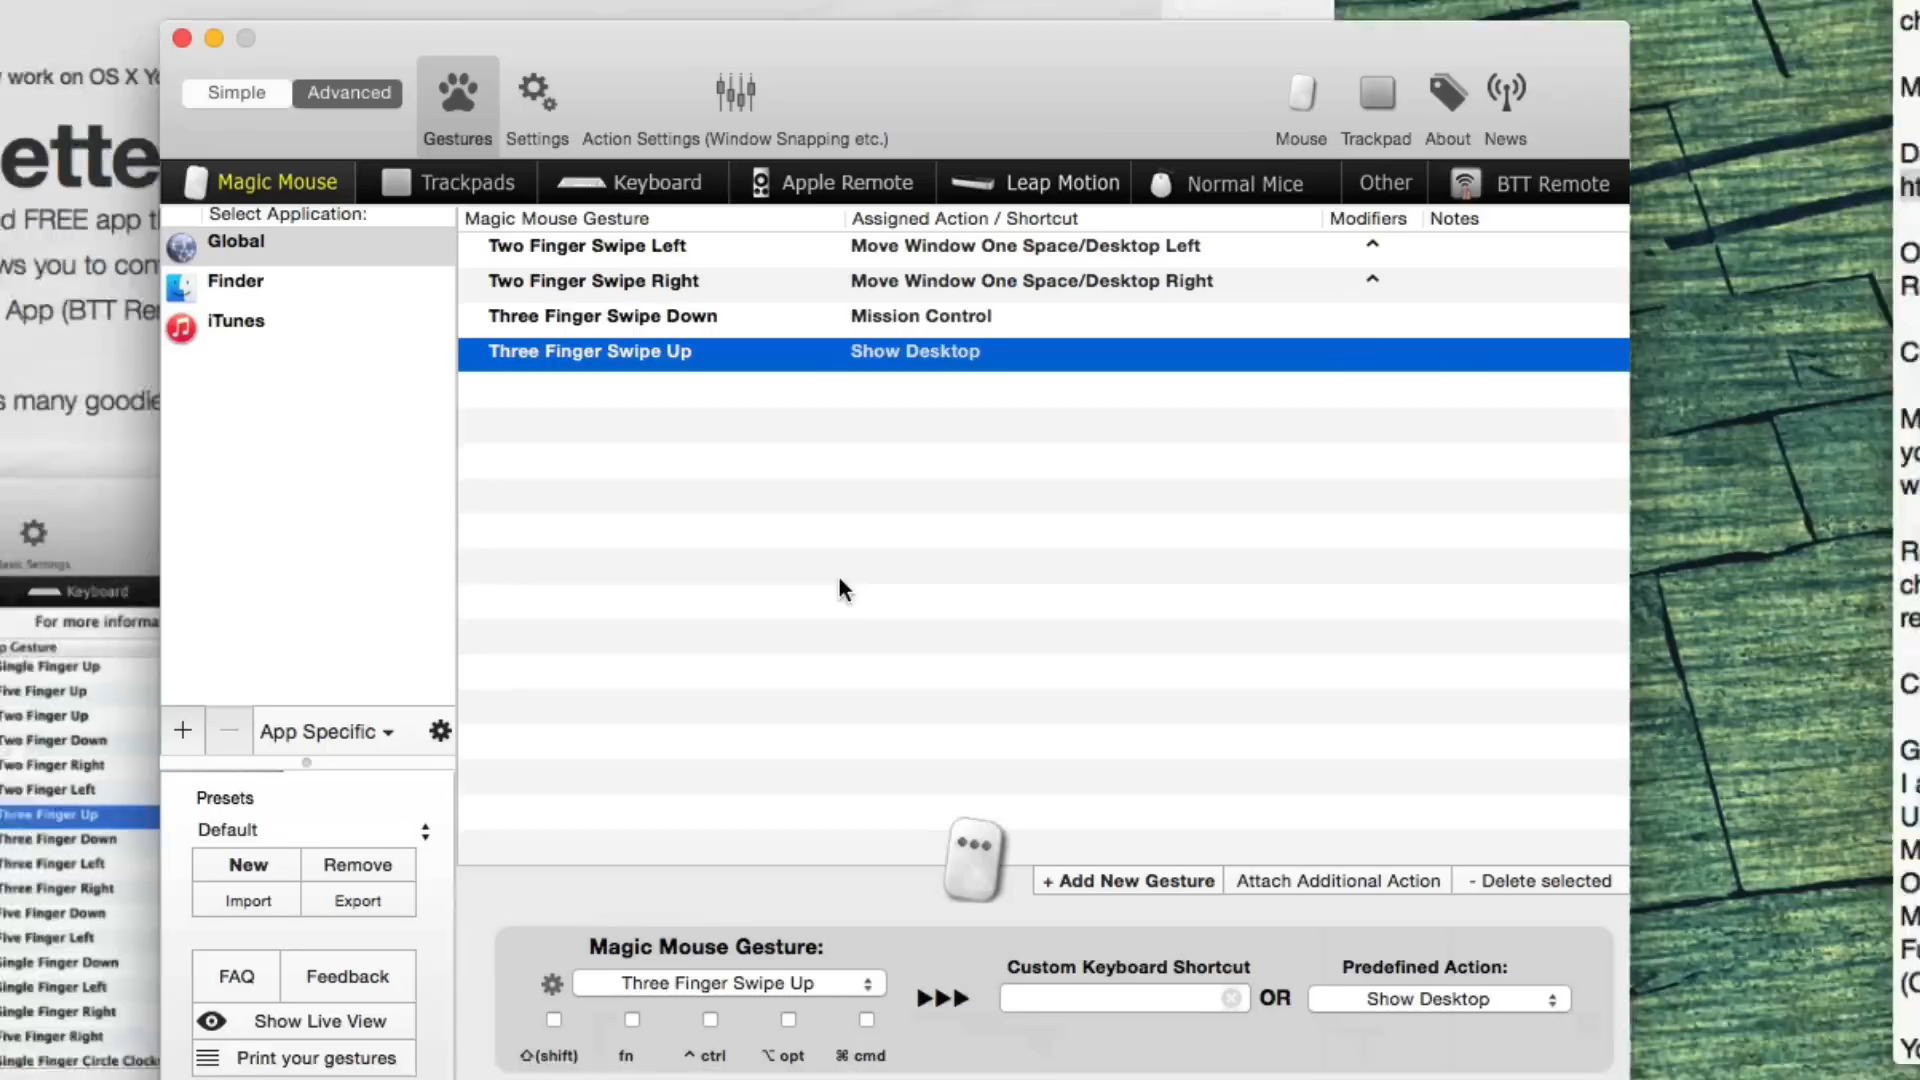 work on OS X Yo
ette
d FREE app t
ws you to con
App (BTT Re
s many goodie
Basic Settings
Keyboard
For more informa
p Gesture
Single Finger Up
Five Finger Up
Two Finger Up
Two Finger Down
Two Finger Right
Two Finger Left
Three Finger Up
Three Finger Down
Three Finger Left
Three Finger Right
Five Finger Down
Five Finger Left
Single Finger Down
Single Finger Left
Single Finger Right
Five Finger Right
Single Finger Circle Clock
Simple
Advanced
Gestures
Settings
Action Settings (Window Snapping etc.)
Mouse
Trackpad
About
News
Magic Mouse
Trackpads
Keyboard
Apple Remote
Leap Motion
Normal Mice
Other
BTT Remote
Select Application:
Global
Finder
iTunes
Magic Mouse Gesture
Assigned Action / Shortcut
Modifiers
Notes
Two Finger Swipe Left
Move Window One Space/Desktop Left
^
Two Finger Swipe Right
Move Window One Space/Desktop Right
^
Three Finger Swipe Down
Mission Control
Three Finger Swipe Up
Show Desktop
+
−
App Specific
Presets
Default
New
Remove
Import
Export
FAQ
Feedback
Show Live View
Print your gestures
+ Add New Gesture
Attach Additional Action
- Delete selected
Magic Mouse Gesture:
Three Finger Swipe Up
⇧(shift)
fn
^ ctrl
⌥ opt
⌘ cmd
Custom Keyboard Shortcut
OR
Predefined Action:
Show Desktop